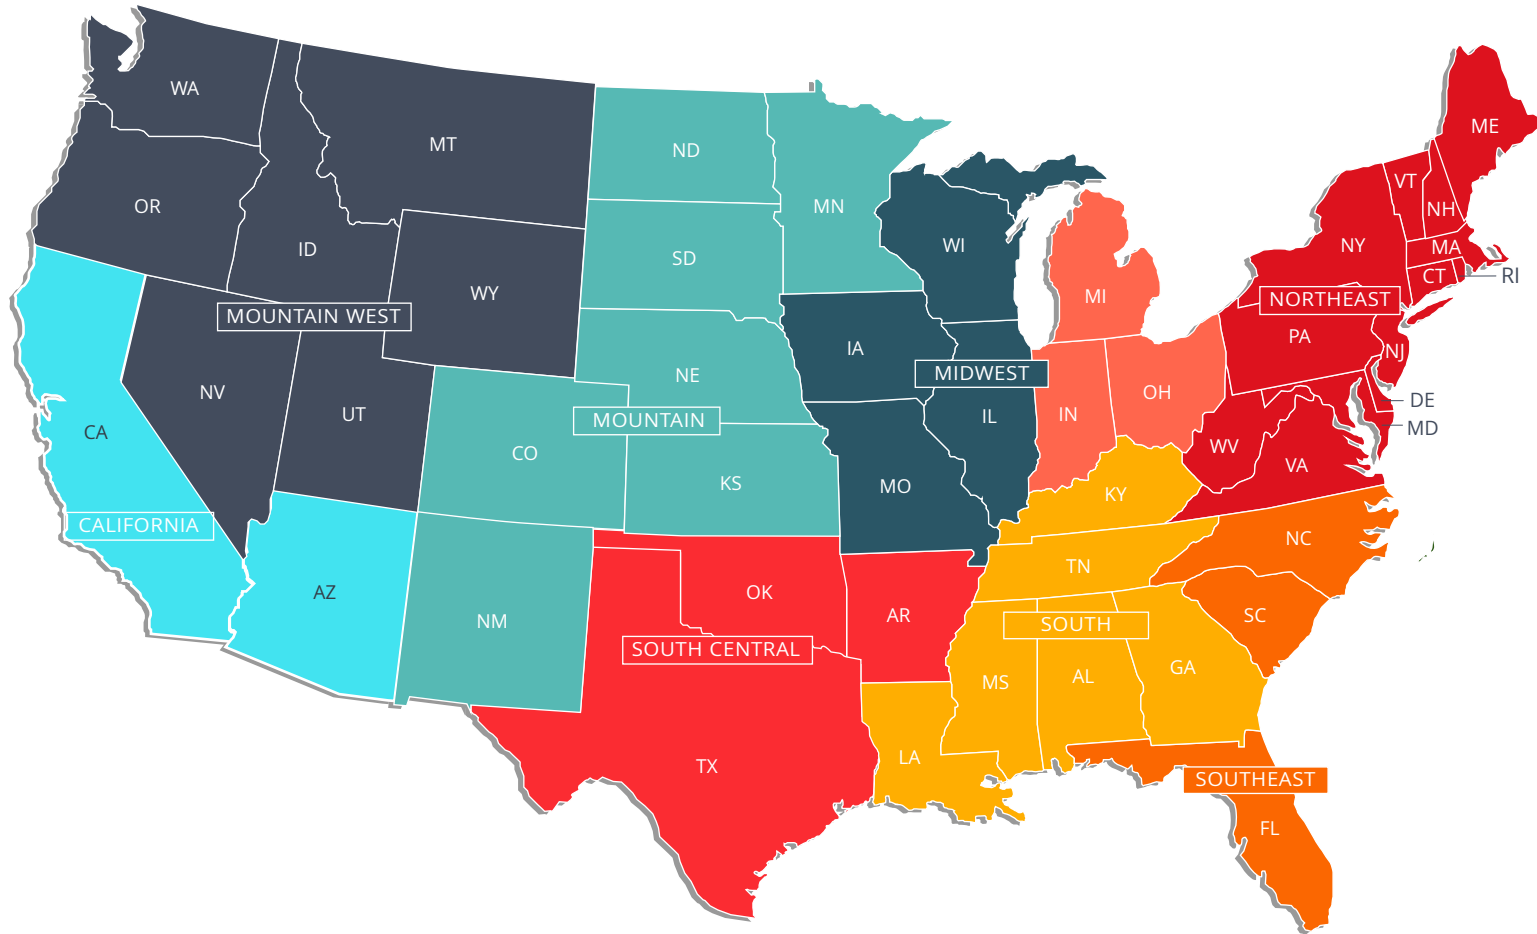 WA
MT
ME
ND
VT
MN
OR
NH
NY
WI
MA
ID
SD
CT
RI
WY
MI
NORTHEAST
MOUNTAIN WEST
PA
IA
NJ
MIDWEST
NE
NV
OH
DE
UT
IN
IL
MOUNTAIN
MD
CA
WV
CO
VA
KS
MO
KY
CALIFORNIA
NC
TN
AZ
OK
AR
SC
NM
SOUTH
SOUTH CENTRAL
GA
AL
MS
LA
TX
SOUTHEAST
FL